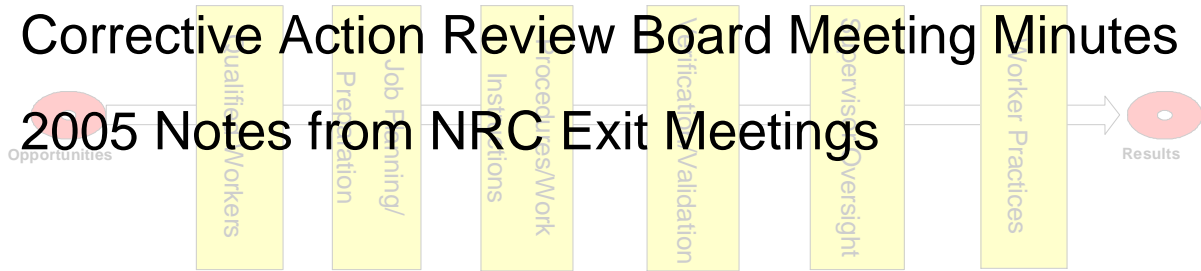 Corrective Action Review Board Meeting Minutes
2005 Notes from NRC Exit Meetings
Opportunities
Qualified Workers
Job Planning/
Preparation
Procedures/Work
Instructions
Verification/Validation
Supervision/Oversight
Worker Practices
Results